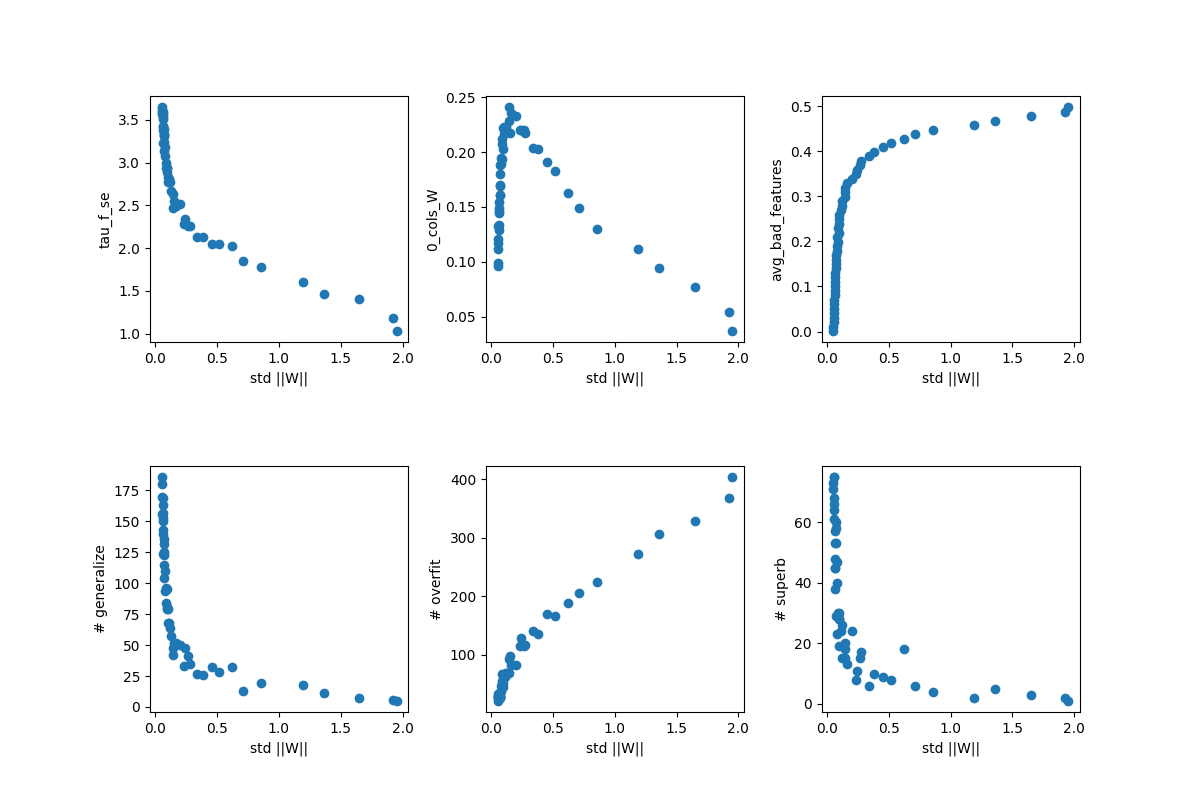 3.5
3.0
2.5
2.0
1.5
1.0
tau_f_se
0.0 0.5 1.0 1.5 2.0
std ||W||
0.25
0.20
0.15
0.10
0.05
0_cols_W
0.0 0.5 1.0 1.5 2.0
std ||W||
0.5
0.4
0.3
0.2
0.1
0.0
avg_bad_features
0.0 0.5 1.0 1.5 2.0
std ||W||
175
150
125
100
75
50
25
0
# generalize
0.0 0.5 1.0 1.5 2.0
std ||W||
400
300
200
100
# overfit
0.0 0.5 1.0 1.5 2.0
std ||W||
60
40
20
0
# superb
0.0 0.5 1.0 1.5 2.0
std ||W||